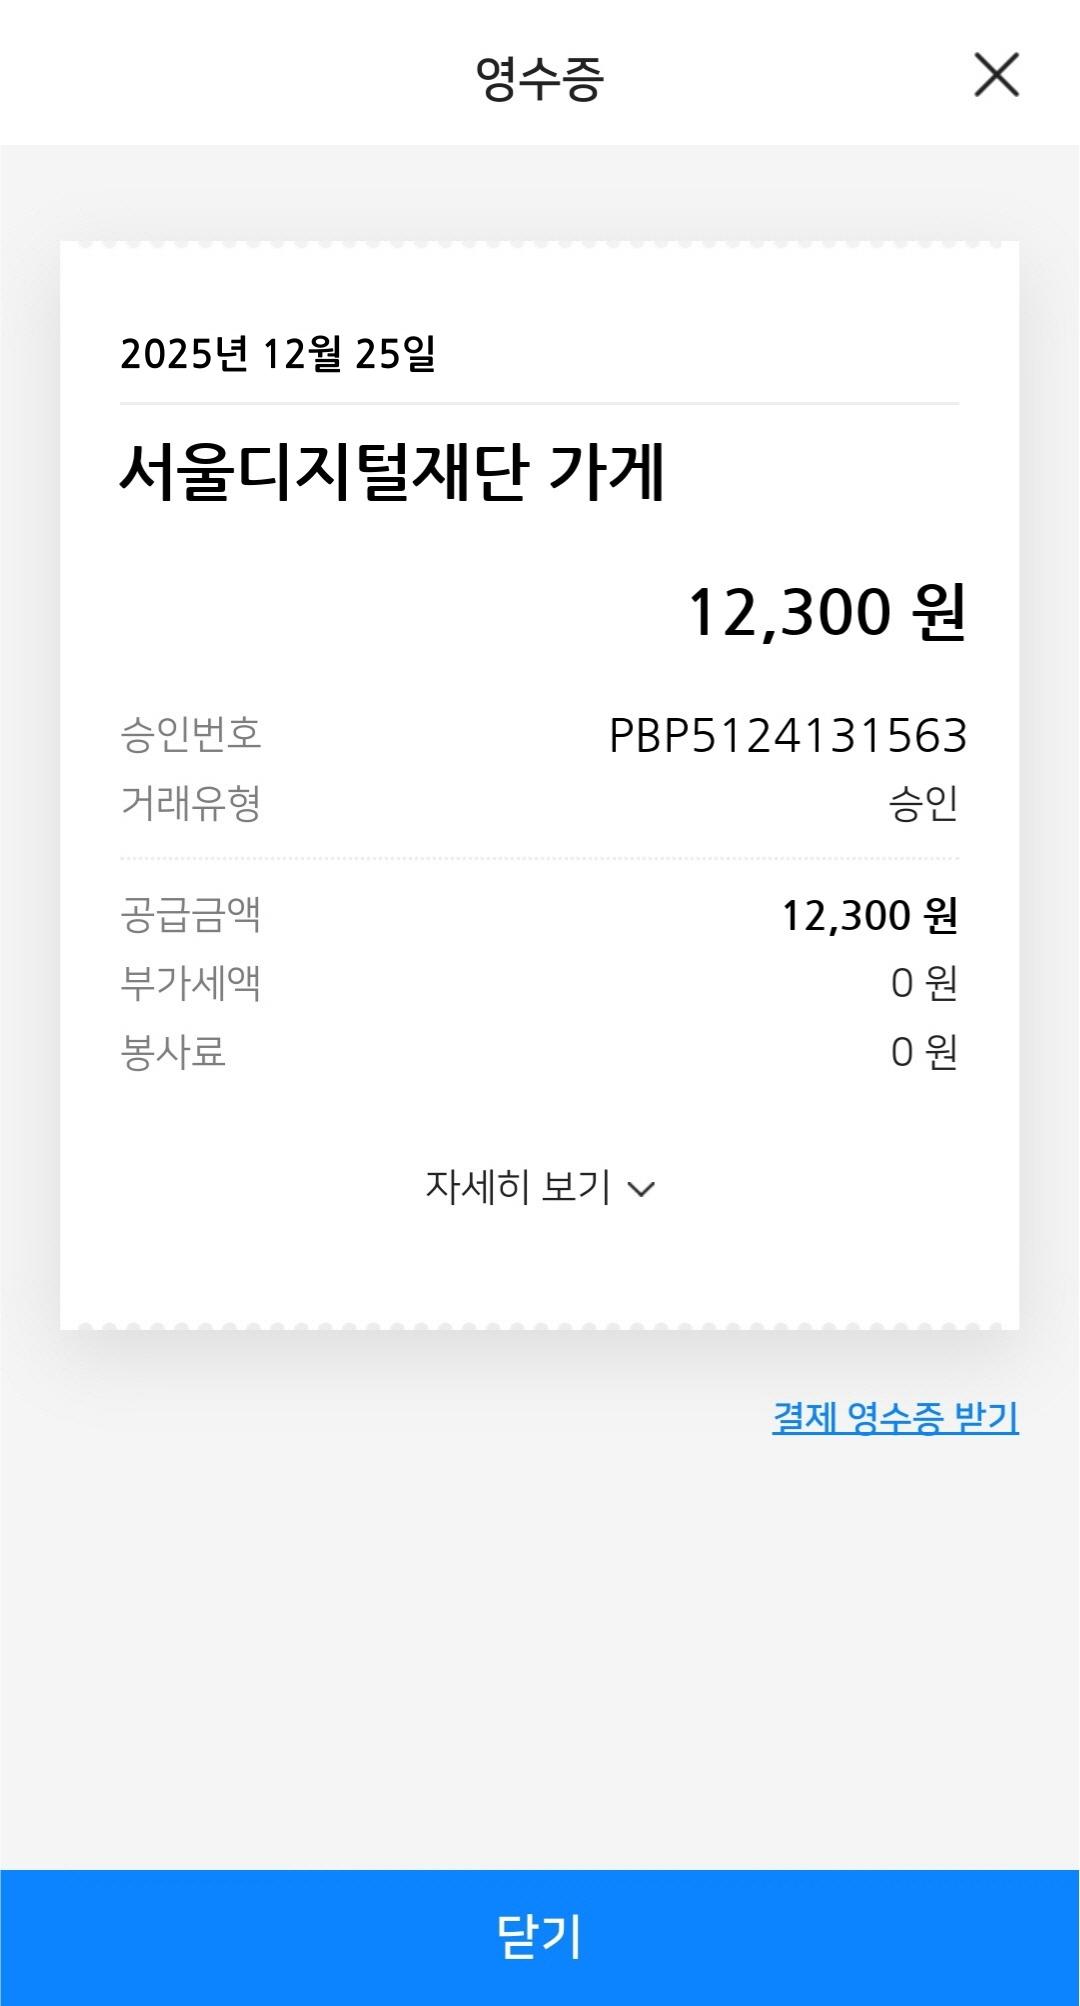 영수증
2025년 12월 25일
서울디지털재단 가게
12,300 원
승인번호 PBP5124131563
거래유형 승인
공급금액 12,300 원
부가세액 0 원
봉사료 0 원
자세히 보기
결제 영수증 받기
닫기